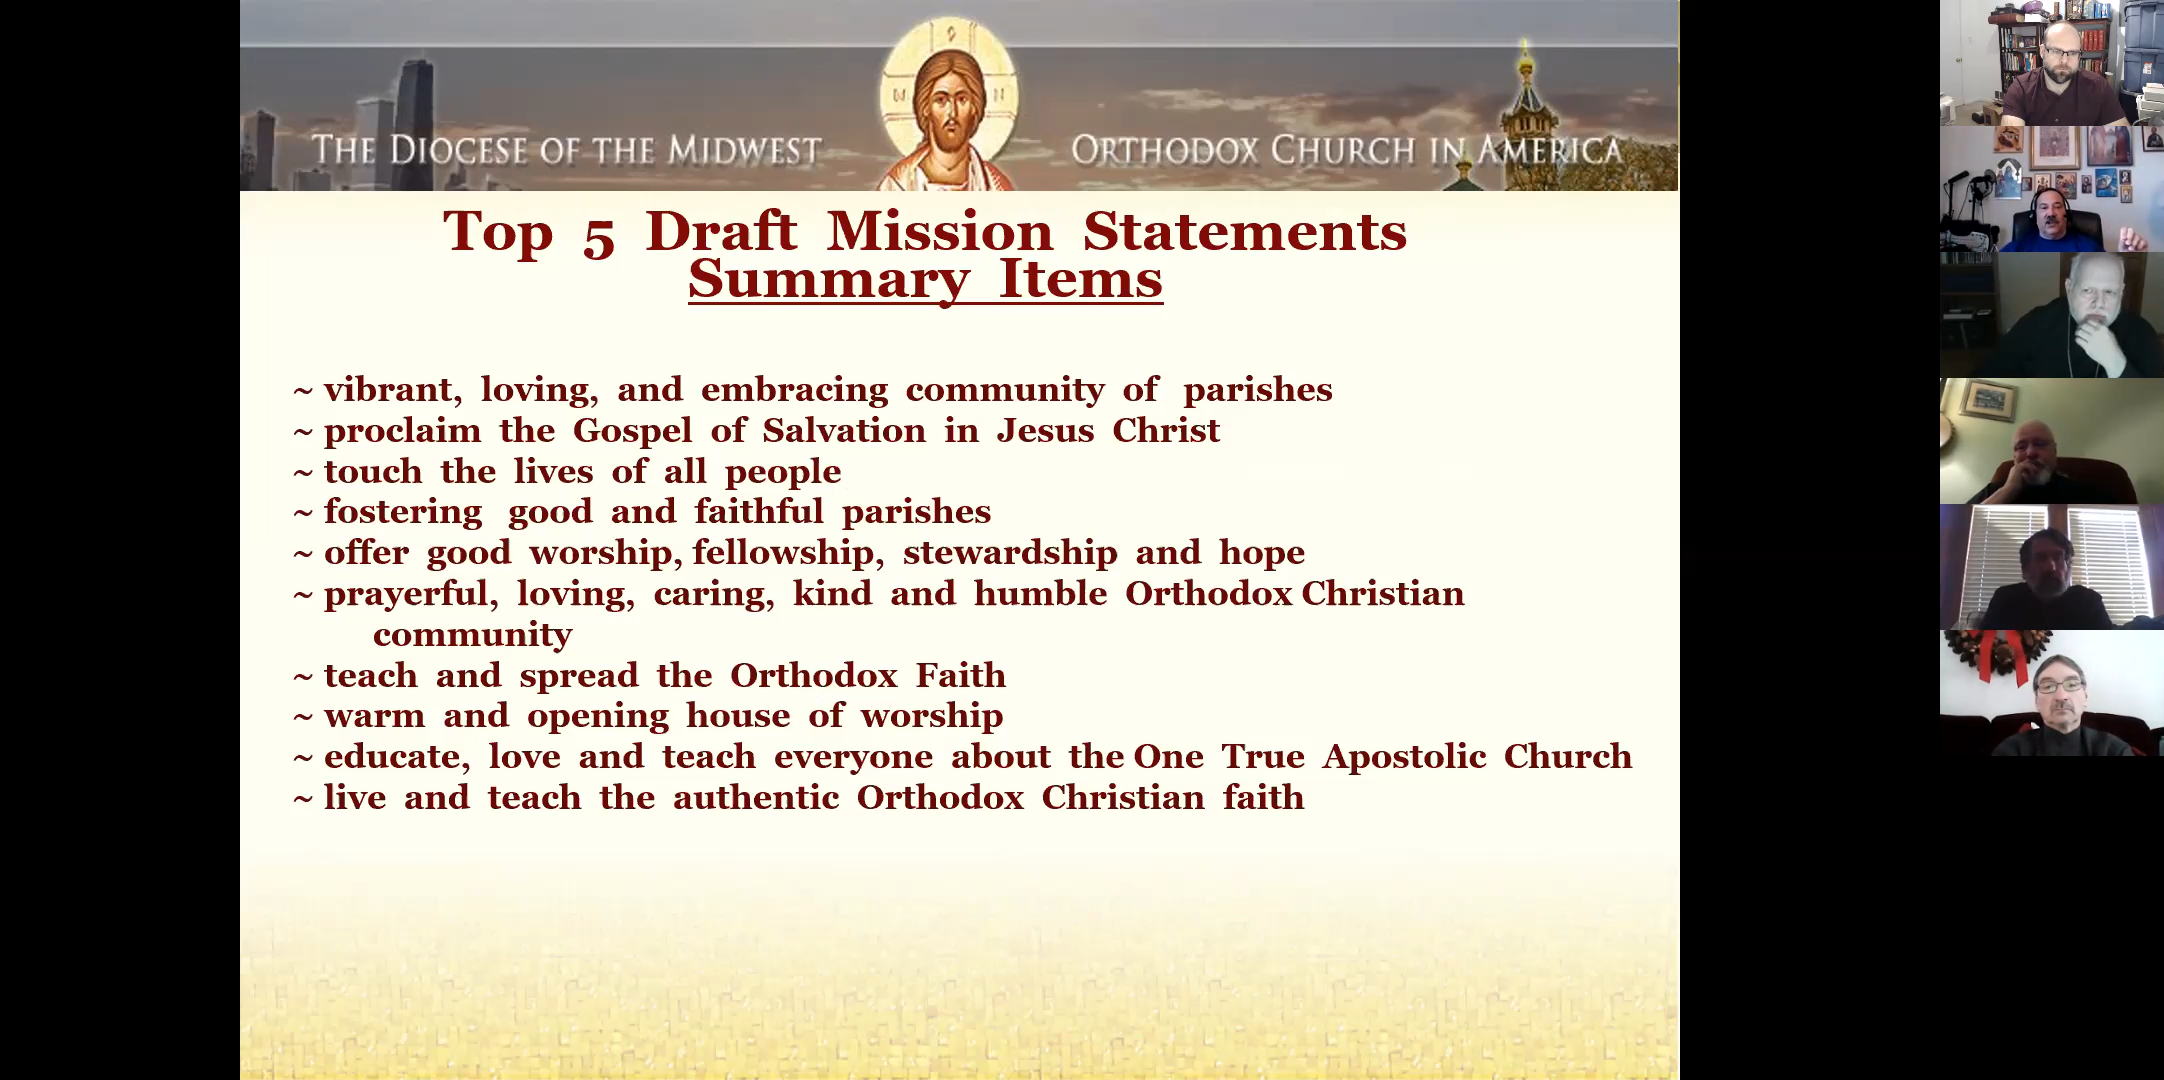 THE DIOCESE OF THE MIDWEST
ORTHODOX CHURCH IN AMERICA
Top 5 Draft Mission Statements
Summary Items
~ vibrant, loving, and embracing community of parishes
~ proclaim the Gospel of Salvation in Jesus Christ
~ touch the lives of all people
~ fostering good and faithful parishes
~ offer good worship, fellowship, stewardship and hope
~ prayerful, loving, caring, kind and humble Orthodox Christian
community
~ teach and spread the Orthodox Faith
~ warm and opening house of worship
~ educate, love and teach everyone about the One True Apostolic Church
~ live and teach the authentic Orthodox Christian faith